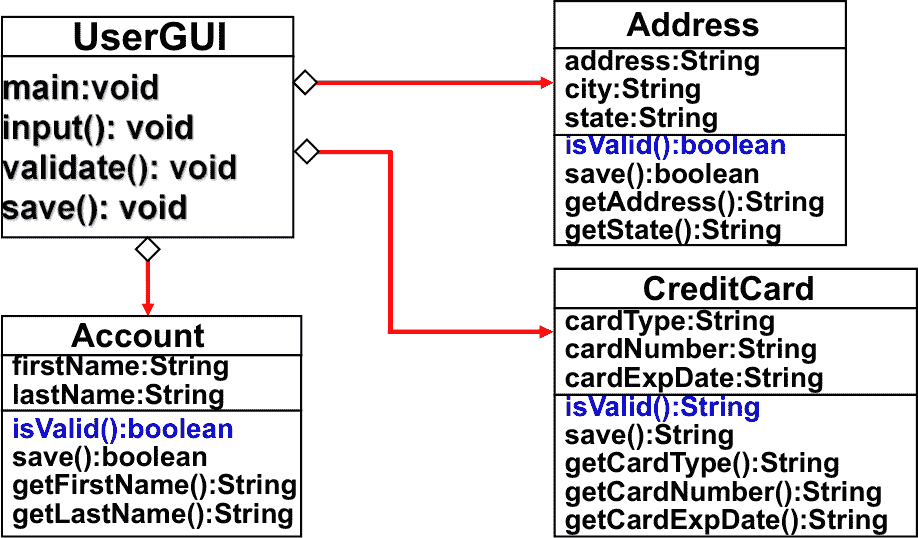 UserGUI
main:void
input(): void
validate(): void
save(): void
Address
address:String
city:String
state:String
isValid():boolean
save():boolean
getAddress():String
getState():String
Account
firstName:String
lastName:String
isValid():boolean
save():boolean
getFirstName():String
getLastName():String
CreditCard
cardType:String
cardNumber:String
cardExpDate:String
isValid():String
save():String
getCardType():String
getCardNumber():String
getCardExpDate():String